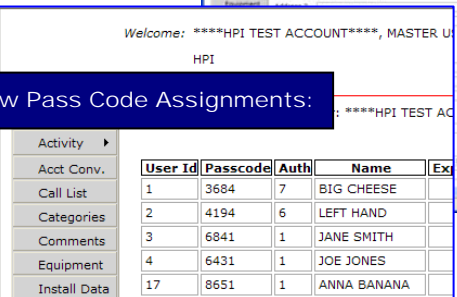 Equipment
Welcome: ****HPI TEST ACCOUNT****, MASTER
HPI
w Pass Code Assignments:
: ****HPI TEST AC
Activity
Acct Conv.
Call List
Categories
Comments
Equipment
Install Data
User Id Passcode Auth Name Exp
1 3684 7 BIG CHEESE
2 4194 6 LEFT HAND
3 6841 1 JANE SMITH
4 6431 1 JOE JONES
17 8651 1 ANNA BANANA